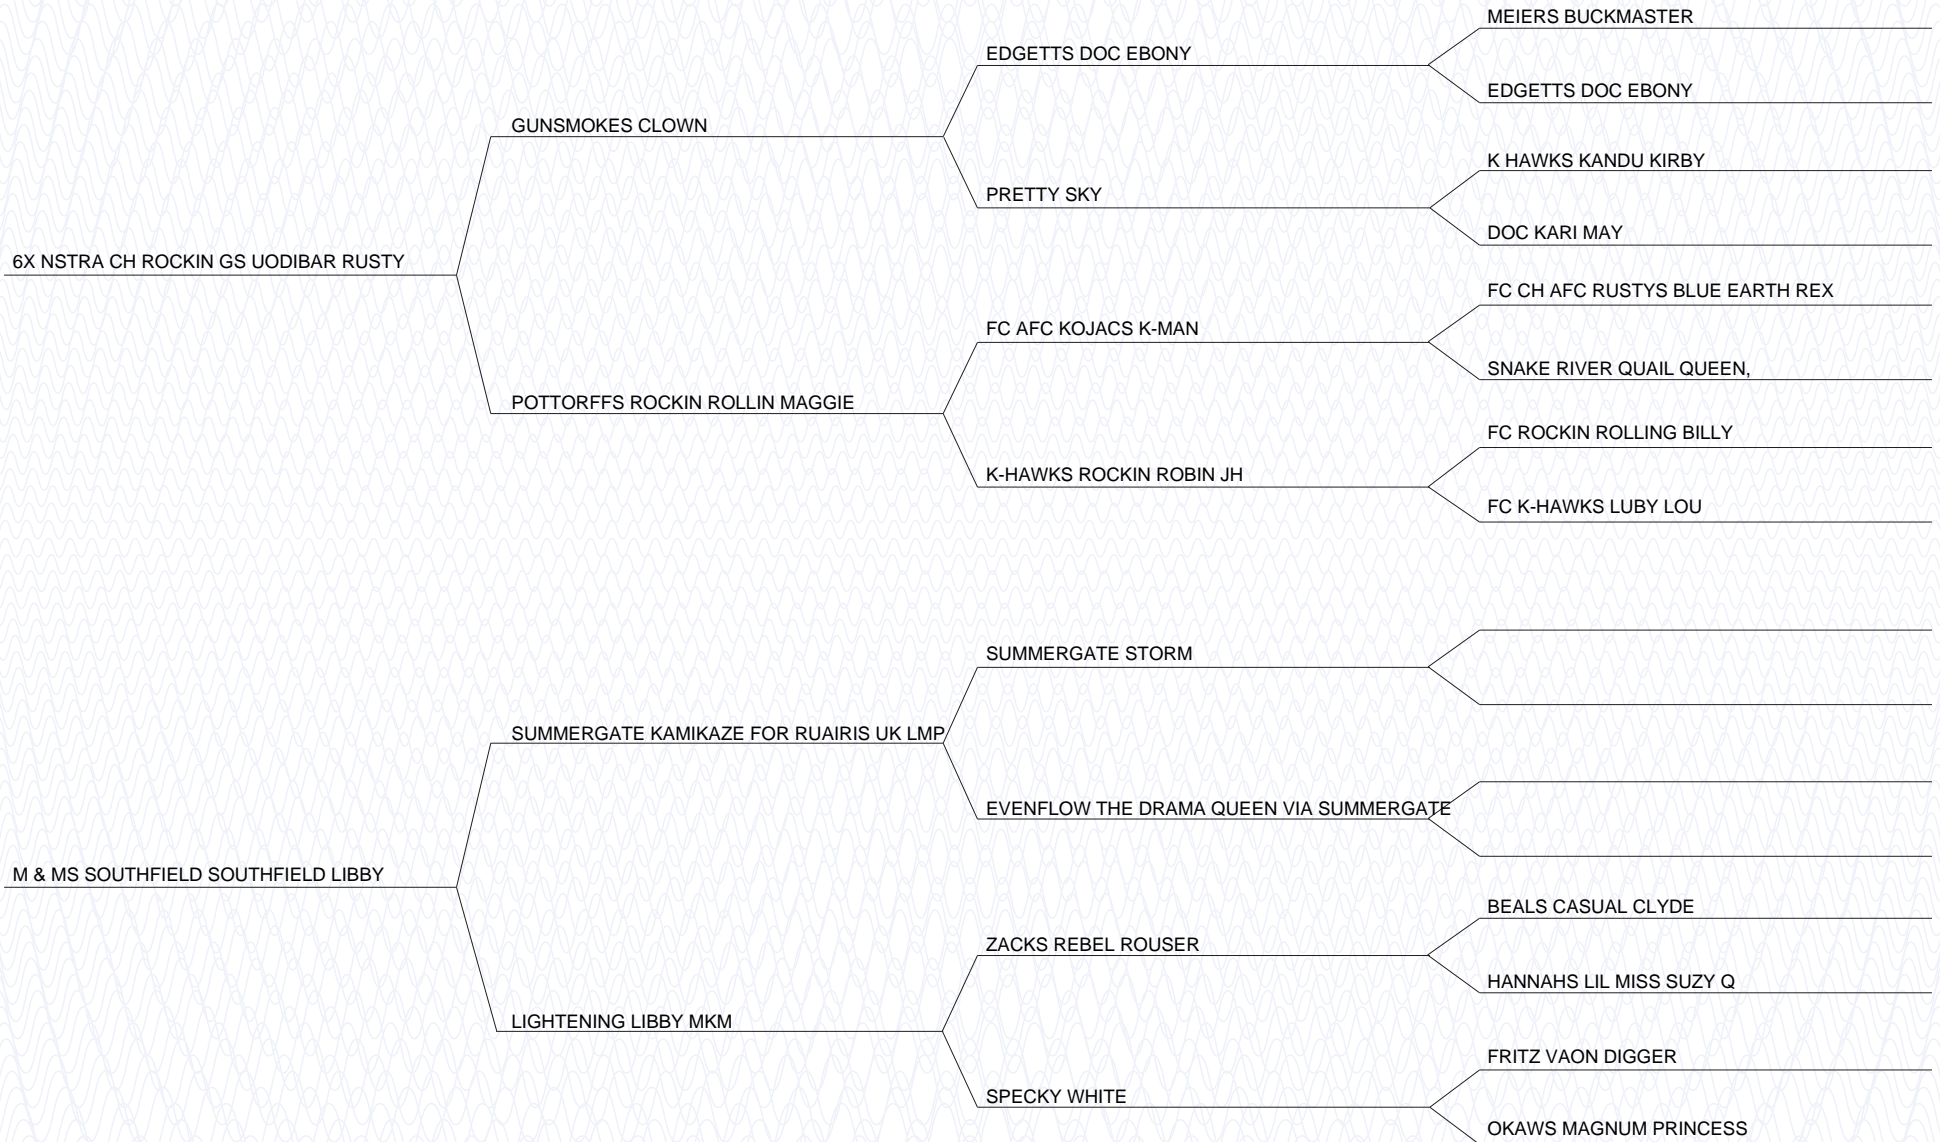 MEIERS BUCKMASTER
EDGETTS DOC EBONY
EDGETTS DOC EBONY
GUNSMOKES CLOWN
K HAWKS KANDU KIRBY
PRETTY SKY
DOC KARI MAY
6X NSTRA CH ROCKIN GS UODIBAR RUSTY
FC CH AFC RUSTYS BLUE EARTH REX
FC AFC KOJACS K-MAN
SNAKE RIVER QUAIL QUEEN,
POTTORFFS ROCKIN ROLLIN MAGGIE
FC ROCKIN ROLLING BILLY
K-HAWKS ROCKIN ROBIN JH
FC K-HAWKS LUBY LOU
SUMMERGATE STORM
SUMMERGATE KAMIKAZE FOR RUAIRIS UK LMP
EVENFLOW THE DRAMA QUEEN VIA SUMMERGATE
M & MS SOUTHFIELD SOUTHFIELD LIBBY
BEALS CASUAL CLYDE
ZACKS REBEL ROUSER
HANNAHS LIL MISS SUZY Q
LIGHTENING LIBBY MKM
FRITZ VAON DIGGER
SPECKY WHITE
OKAWS MAGNUM PRINCESS